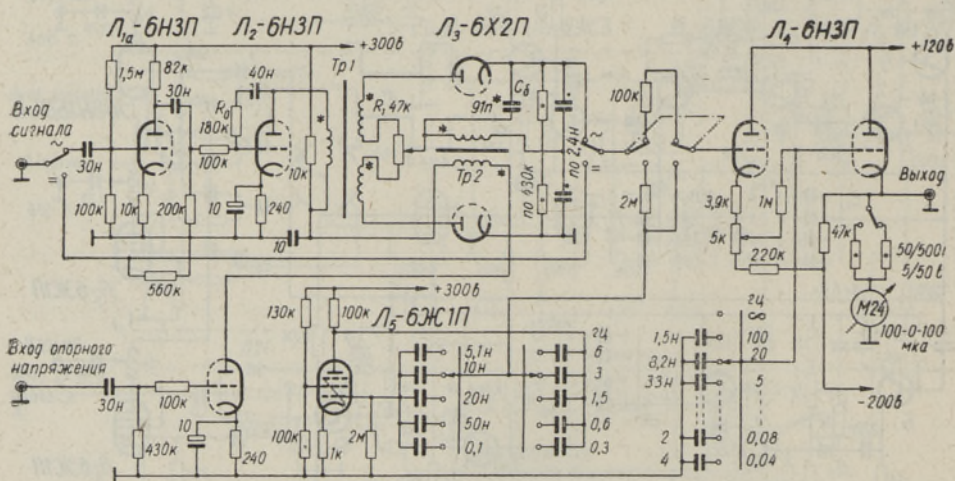 Л₁ₐ-6Н3П Л₂-6Н3П Л₃-6Х2П Л₄-6Н3П
+300в
+120в
1,5м
82к
30н
40н
Тр1
R₁ 47к
91п
C₆
100к
Вход
сигнала
~
=
30н
R₀
180к
100к
10к
~
=
по 2,4н
по 430к
Тр2
2м
3,9к
1м
Выход
100к
10к
200к
10
240
10
5к
220к
47к
50/500в
5/50в
560к
М24
100-0-100
мка
+300в
130к
100к
Л₅-6Ж1П
гц
гц
∞
Вход опорного
напряжения
30н
100к
5,1н
10н
20н
50н
0,1
6
3
1,5
0,6
0,3
1,5н
8,2н
33н
2
4
100
20
5
0,08
0,04
-200в
430к
10
240
100к
1к
2м